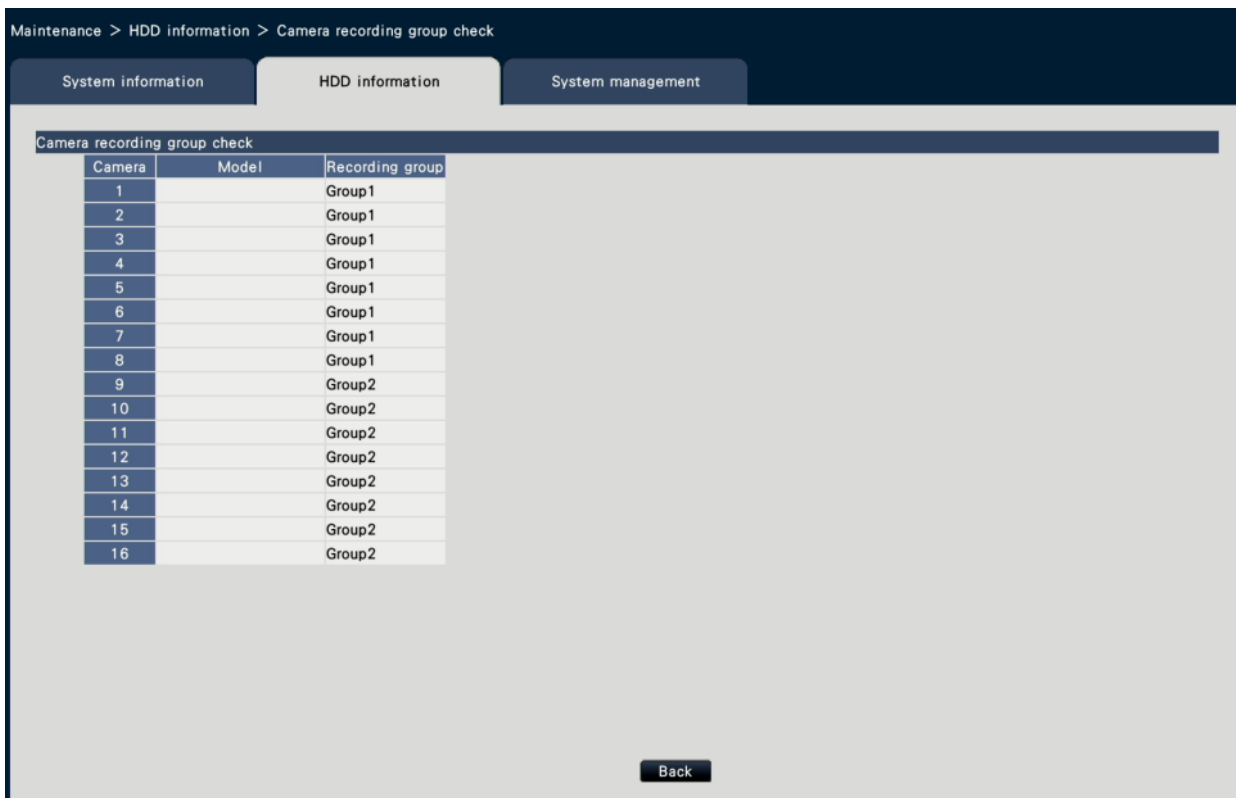 Maintenance > HDD information > Camera recording group check
System information HDD information System management
Camera recording group check
Camera Model Recording group
1 Group1
2 Group1
3 Group1
4 Group1
5 Group1
6 Group1
7 Group1
8 Group1
9 Group2
10 Group2
11 Group2
12 Group2
13 Group2
14 Group2
15 Group2
16 Group2
Back